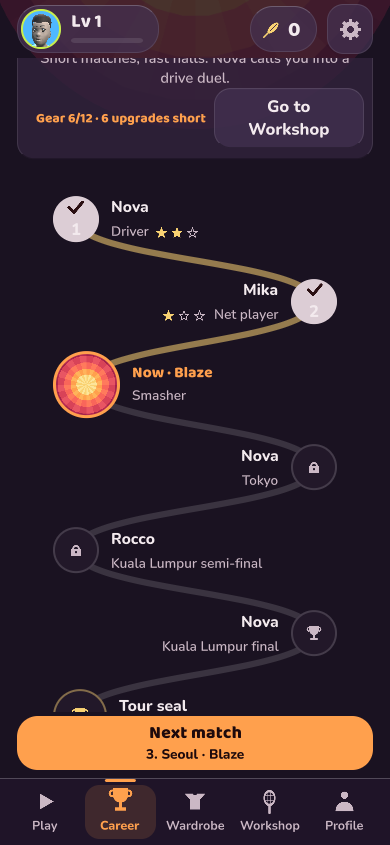 Lv 1
0
Short matches, fast halls. Nova calls you into a
drive duel.
Gear 6/12 · 6 upgrades short
Go to
Workshop
1
Nova
Driver
Mika
Net player
2
Now · Blaze
Smasher
Nova
Tokyo
Rocco
Kuala Lumpur semi-final
Nova
Kuala Lumpur final
Tour seal
Next match
3. Seoul · Blaze
Play
Career
Wardrobe
Workshop
Profile